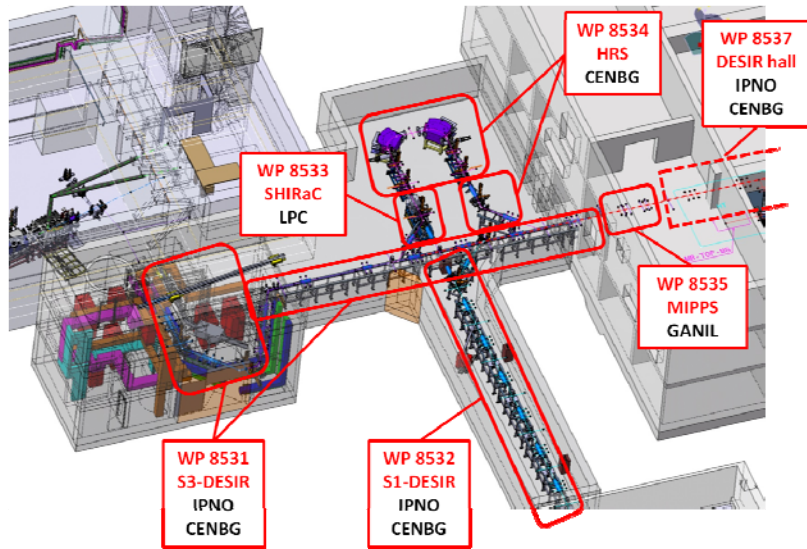 WP 8534
HRS
CENBG
WP 8537
DESIR hall
IPNO
CENBG
WP 8533
SHIRaC
LPC
WP 8535
MIPPS
GANIL
WP 8531
S3-DESIR
IPNO
CENBG
WP 8532
S1-DESIR
IPNO
CENBG